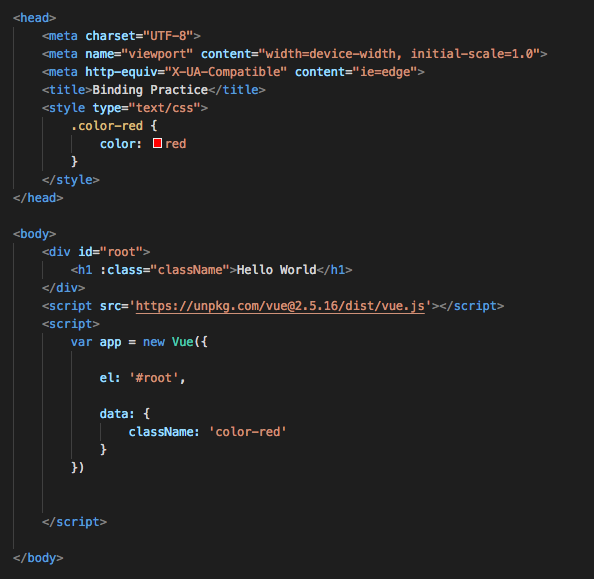 <head>
    <meta charset="UTF-8">
    <meta name="viewport" content="width=device-width, initial-scale=1.0">
    <meta http-equiv="X-UA-Compatible" content="ie=edge">
    <title>Binding Practice</title>
    <style type="text/css">
        .color-red {
            color: red
        }
    </style>
</head>
<body>
    <div id="root">
        <h1 :class="className">Hello World</h1>
    </div>
    <script src='https://unpkg.com/vue@2.5.16/dist/vue.js'></script>
    <script>
        var app = new Vue({
            el: '#root',
            data: {
                className: 'color-red'
            }
        })
    </script>
</body>